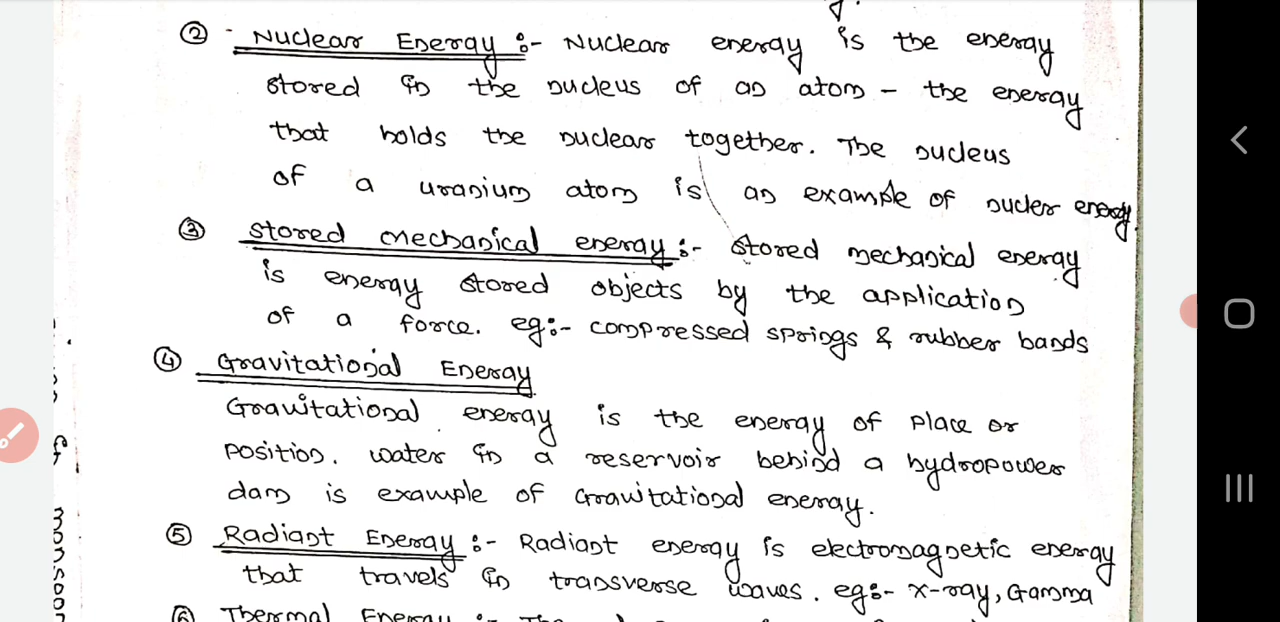 ② Nuclear Energy :- Nuclear energy is the energy
stored in the nucleus of an atom - the energy
that holds the nuclear together. The nucleus
of a uranium atom is an example of nucler energy.
③ Stored mechanical energy :- Stored mechanical energy
is energy stored objects by the application
of a force. eg:- compressed springs & rubber bands
④ Gravitational Energy
Gravitational energy is the energy of place or
position. water in a reservoir behind a hydropower
dam is example of Gravitational energy.
⑤ Radiant Energy :- Radiant energy is electromagnetic energy
that travels in transverse waves. eg:- x-ray, Gamma
⑥ Thermal Energy :-